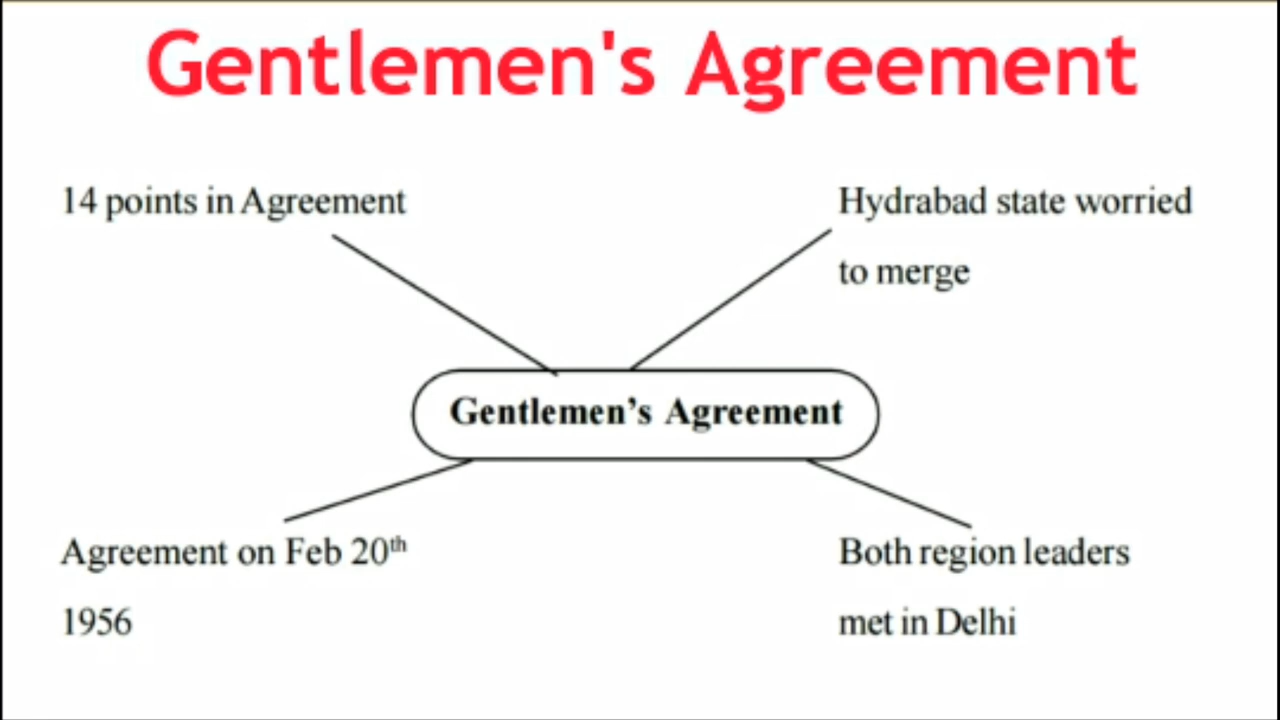 Gentlemen's Agreement
14 points in Agreement
Hydrabad state worried
to merge
Gentlemen’s Agreement
Agreement on Feb 20th
1956
Both region leaders
met in Delhi